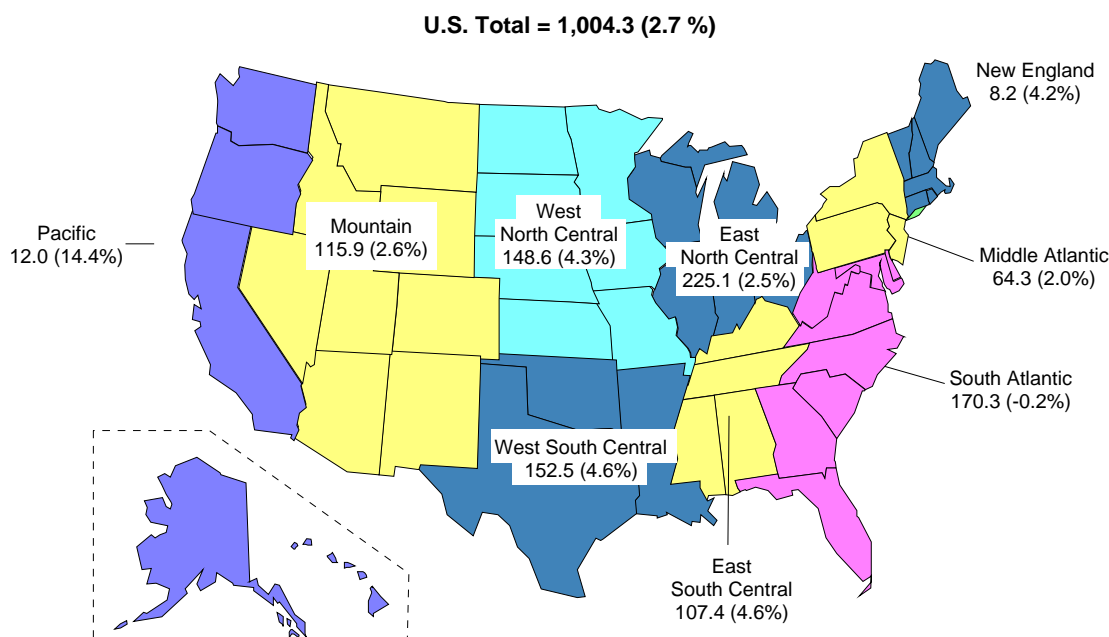 U.S. Total = 1,004.3 (2.7 %)
New England
8.2 (4.2%)
Pacific
12.0 (14.4%)
Mountain
115.9 (2.6%)
West
North Central
148.6 (4.3%)
East
North Central
225.1 (2.5%)
Middle Atlantic
64.3 (2.0%)
South Atlantic
170.3 (-0.2%)
West South Central
152.5 (4.6%)
East
South Central
107.4 (4.6%)